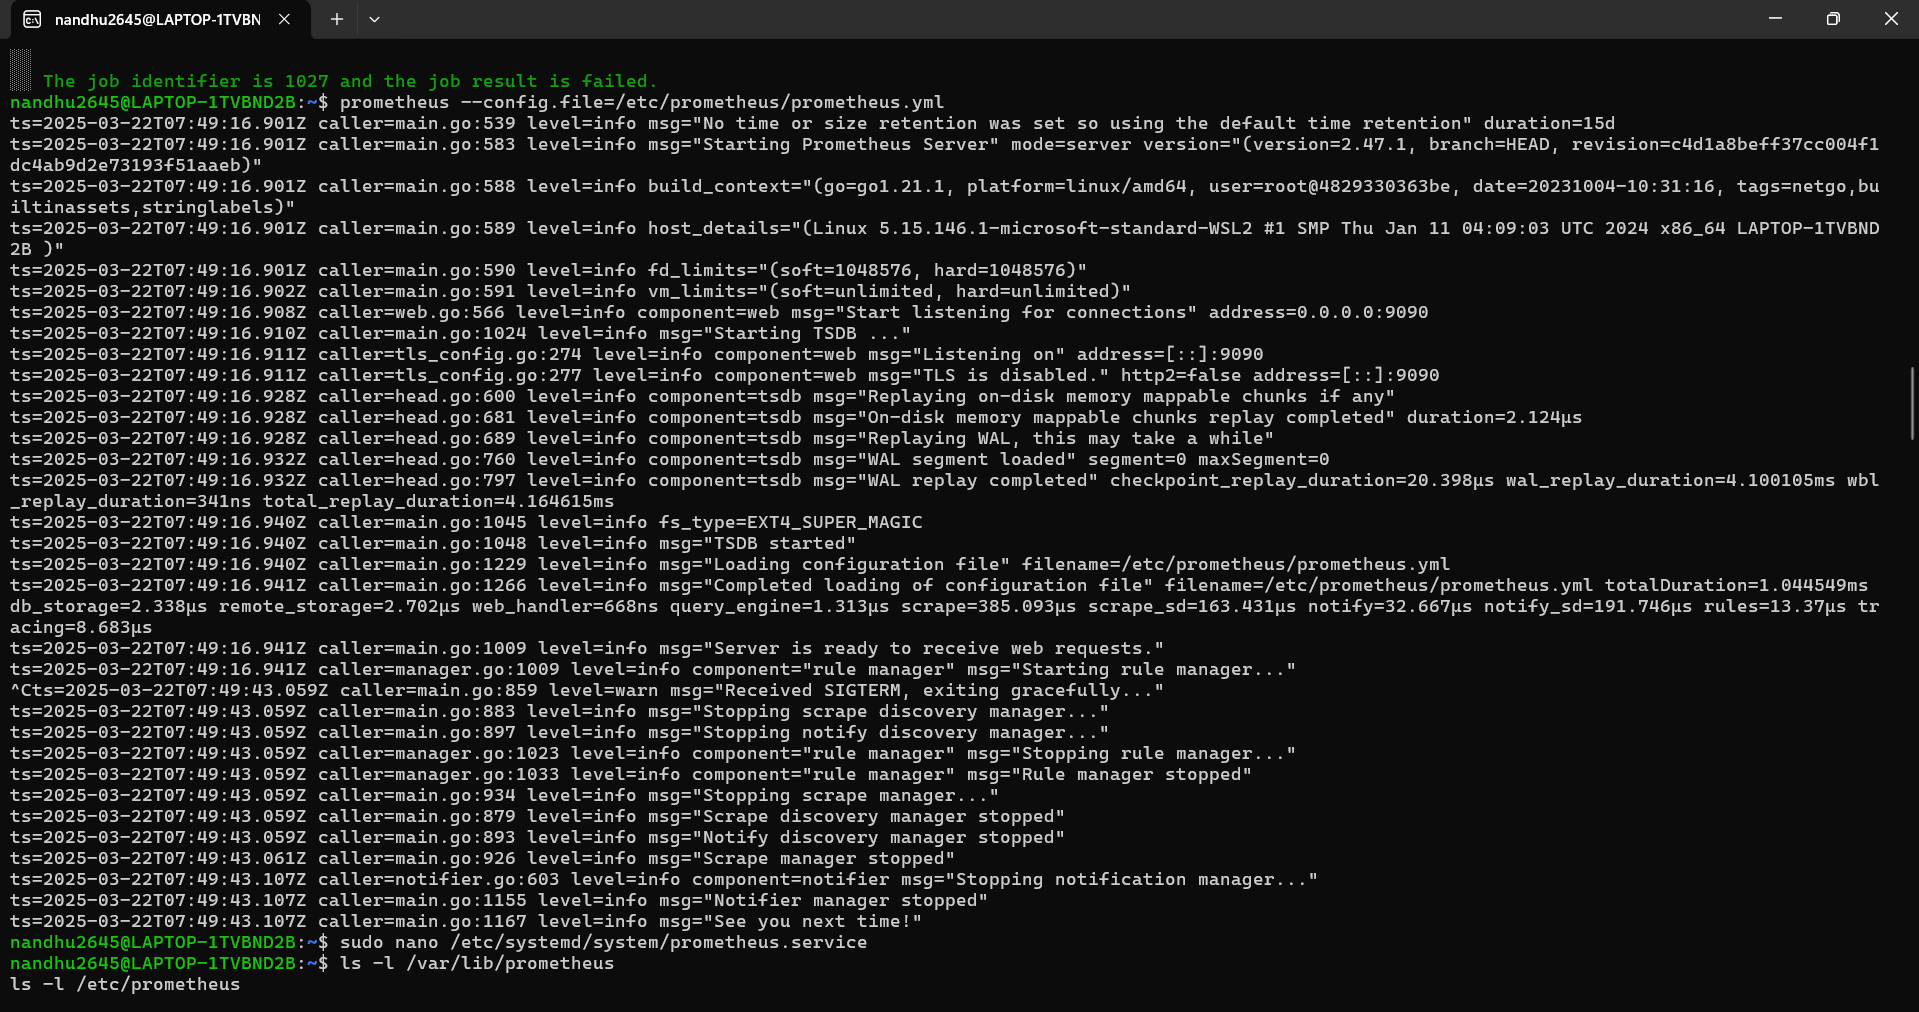 nandhu2645@LAPTOP-1TVBN
The job identifier is 1027 and the job result is failed.
nandhu2645@LAPTOP-1TVBND2B:~$ prometheus --config.file=/etc/prometheus/prometheus.yml
ts=2025-03-22T07:49:16.901Z caller=main.go:539 level=info msg="No time or size retention was set so using the default time retention" duration=15d
ts=2025-03-22T07:49:16.901Z caller=main.go:583 level=info msg="Starting Prometheus Server" mode=server version="(version=2.47.1, branch=HEAD, revision=c4d1a8beff37cc004f1
dc4ab9d2e73193f51aaeb)"
ts=2025-03-22T07:49:16.901Z caller=main.go:588 level=info build_context="(go=go1.21.1, platform=linux/amd64, user=root@4829330363be, date=20231004-10:31:16, tags=netgo,bu
iltinassets,stringlabels)"
ts=2025-03-22T07:49:16.901Z caller=main.go:589 level=info host_details="(Linux 5.15.146.1-microsoft-standard-WSL2 #1 SMP Thu Jan 11 04:09:03 UTC 2024 x86_64 LAPTOP-1TVBND
2B )"
ts=2025-03-22T07:49:16.901Z caller=main.go:590 level=info fd_limits="(soft=1048576, hard=1048576)"
ts=2025-03-22T07:49:16.902Z caller=main.go:591 level=info vm_limits="(soft=unlimited, hard=unlimited)"
ts=2025-03-22T07:49:16.908Z caller=web.go:566 level=info component=web msg="Start listening for connections" address=0.0.0.0:9090
ts=2025-03-22T07:49:16.910Z caller=main.go:1024 level=info msg="Starting TSDB ..."
ts=2025-03-22T07:49:16.911Z caller=tls_config.go:274 level=info component=web msg="Listening on" address=[::]:9090
ts=2025-03-22T07:49:16.911Z caller=tls_config.go:277 level=info component=web msg="TLS is disabled." http2=false address=[::]:9090
ts=2025-03-22T07:49:16.928Z caller=head.go:600 level=info component=tsdb msg="Replaying on-disk memory mappable chunks if any"
ts=2025-03-22T07:49:16.928Z caller=head.go:681 level=info component=tsdb msg="On-disk memory mappable chunks replay completed" duration=2.124µs
ts=2025-03-22T07:49:16.928Z caller=head.go:689 level=info component=tsdb msg="Replaying WAL, this may take a while"
ts=2025-03-22T07:49:16.932Z caller=head.go:760 level=info component=tsdb msg="WAL segment loaded" segment=0 maxSegment=0
ts=2025-03-22T07:49:16.932Z caller=head.go:797 level=info component=tsdb msg="WAL replay completed" checkpoint_replay_duration=20.398µs wal_replay_duration=4.100105ms wbl
_replay_duration=341ns total_replay_duration=4.164615ms
ts=2025-03-22T07:49:16.940Z caller=main.go:1045 level=info fs_type=EXT4_SUPER_MAGIC
ts=2025-03-22T07:49:16.940Z caller=main.go:1048 level=info msg="TSDB started"
ts=2025-03-22T07:49:16.940Z caller=main.go:1229 level=info msg="Loading configuration file" filename=/etc/prometheus/prometheus.yml
ts=2025-03-22T07:49:16.941Z caller=main.go:1266 level=info msg="Completed loading of configuration file" filename=/etc/prometheus/prometheus.yml totalDuration=1.044549ms
db_storage=2.338µs remote_storage=2.702µs web_handler=668ns query_engine=1.313µs scrape=385.093µs scrape_sd=163.431µs notify=32.667µs notify_sd=191.746µs rules=13.37µs tr
acing=8.683µs
ts=2025-03-22T07:49:16.941Z caller=main.go:1009 level=info msg="Server is ready to receive web requests."
ts=2025-03-22T07:49:16.941Z caller=manager.go:1009 level=info component="rule manager" msg="Starting rule manager..."
^Cts=2025-03-22T07:49:43.059Z caller=main.go:859 level=warn msg="Received SIGTERM, exiting gracefully..."
ts=2025-03-22T07:49:43.059Z caller=main.go:883 level=info msg="Stopping scrape discovery manager..."
ts=2025-03-22T07:49:43.059Z caller=main.go:897 level=info msg="Stopping notify discovery manager..."
ts=2025-03-22T07:49:43.059Z caller=manager.go:1023 level=info component="rule manager" msg="Stopping rule manager..."
ts=2025-03-22T07:49:43.059Z caller=manager.go:1033 level=info component="rule manager" msg="Rule manager stopped"
ts=2025-03-22T07:49:43.059Z caller=main.go:934 level=info msg="Stopping scrape manager..."
ts=2025-03-22T07:49:43.059Z caller=main.go:879 level=info msg="Scrape discovery manager stopped"
ts=2025-03-22T07:49:43.059Z caller=main.go:893 level=info msg="Notify discovery manager stopped"
ts=2025-03-22T07:49:43.061Z caller=main.go:926 level=info msg="Scrape manager stopped"
ts=2025-03-22T07:49:43.107Z caller=notifier.go:603 level=info component=notifier msg="Stopping notification manager..."
ts=2025-03-22T07:49:43.107Z caller=main.go:1155 level=info msg="Notifier manager stopped"
ts=2025-03-22T07:49:43.107Z caller=main.go:1167 level=info msg="See you next time!"
nandhu2645@LAPTOP-1TVBND2B:~$ sudo nano /etc/systemd/system/prometheus.service
nandhu2645@LAPTOP-1TVBND2B:~$ ls -l /var/lib/prometheus
ls -l /etc/prometheus